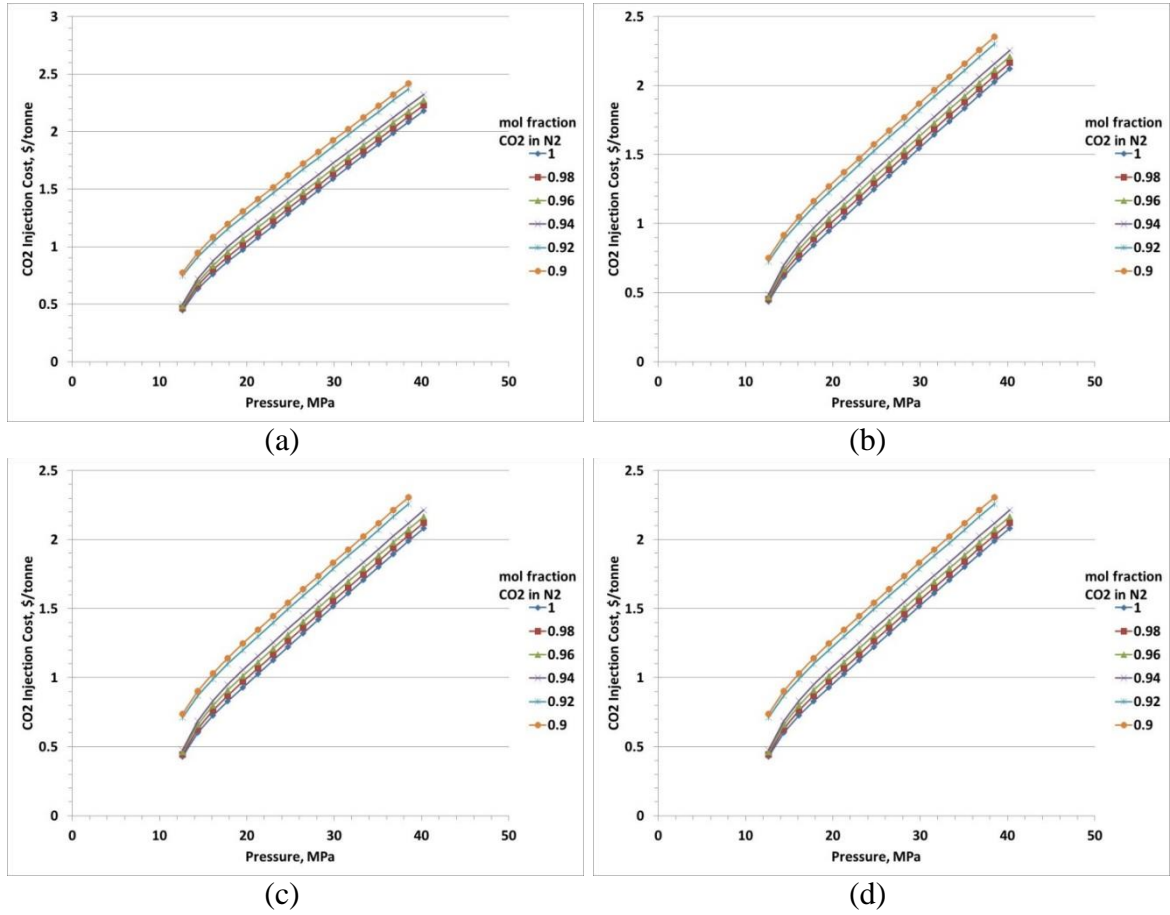 3
2.5
2
1.5
1
0.5
0
CO2 Injection Cost, $/tonne
0 10 20 30 40 50
Pressure, MPa
mol fraction
CO2 in N2
1
0.98
0.96
0.94
0.92
0.9
(a)
2.5
2
1.5
1
0.5
0
CO2 Injection Cost, $/tonne
0 10 20 30 40 50
Pressure, MPa
mol fraction
CO2 in N2
1
0.98
0.96
0.94
0.92
0.9
(b)
2.5
2
1.5
1
0.5
0
CO2 Injection Cost, $/tonne
0 10 20 30 40 50
Pressure, MPa
mol fraction
CO2 in N2
1
0.98
0.96
0.94
0.92
0.9
(c)
2.5
2
1.5
1
0.5
0
CO2 Injection Cost, $/tonne
0 10 20 30 40 50
Pressure, MPa
mol fraction
CO2 in N2
1
0.98
0.96
0.94
0.92
0.9
(d)